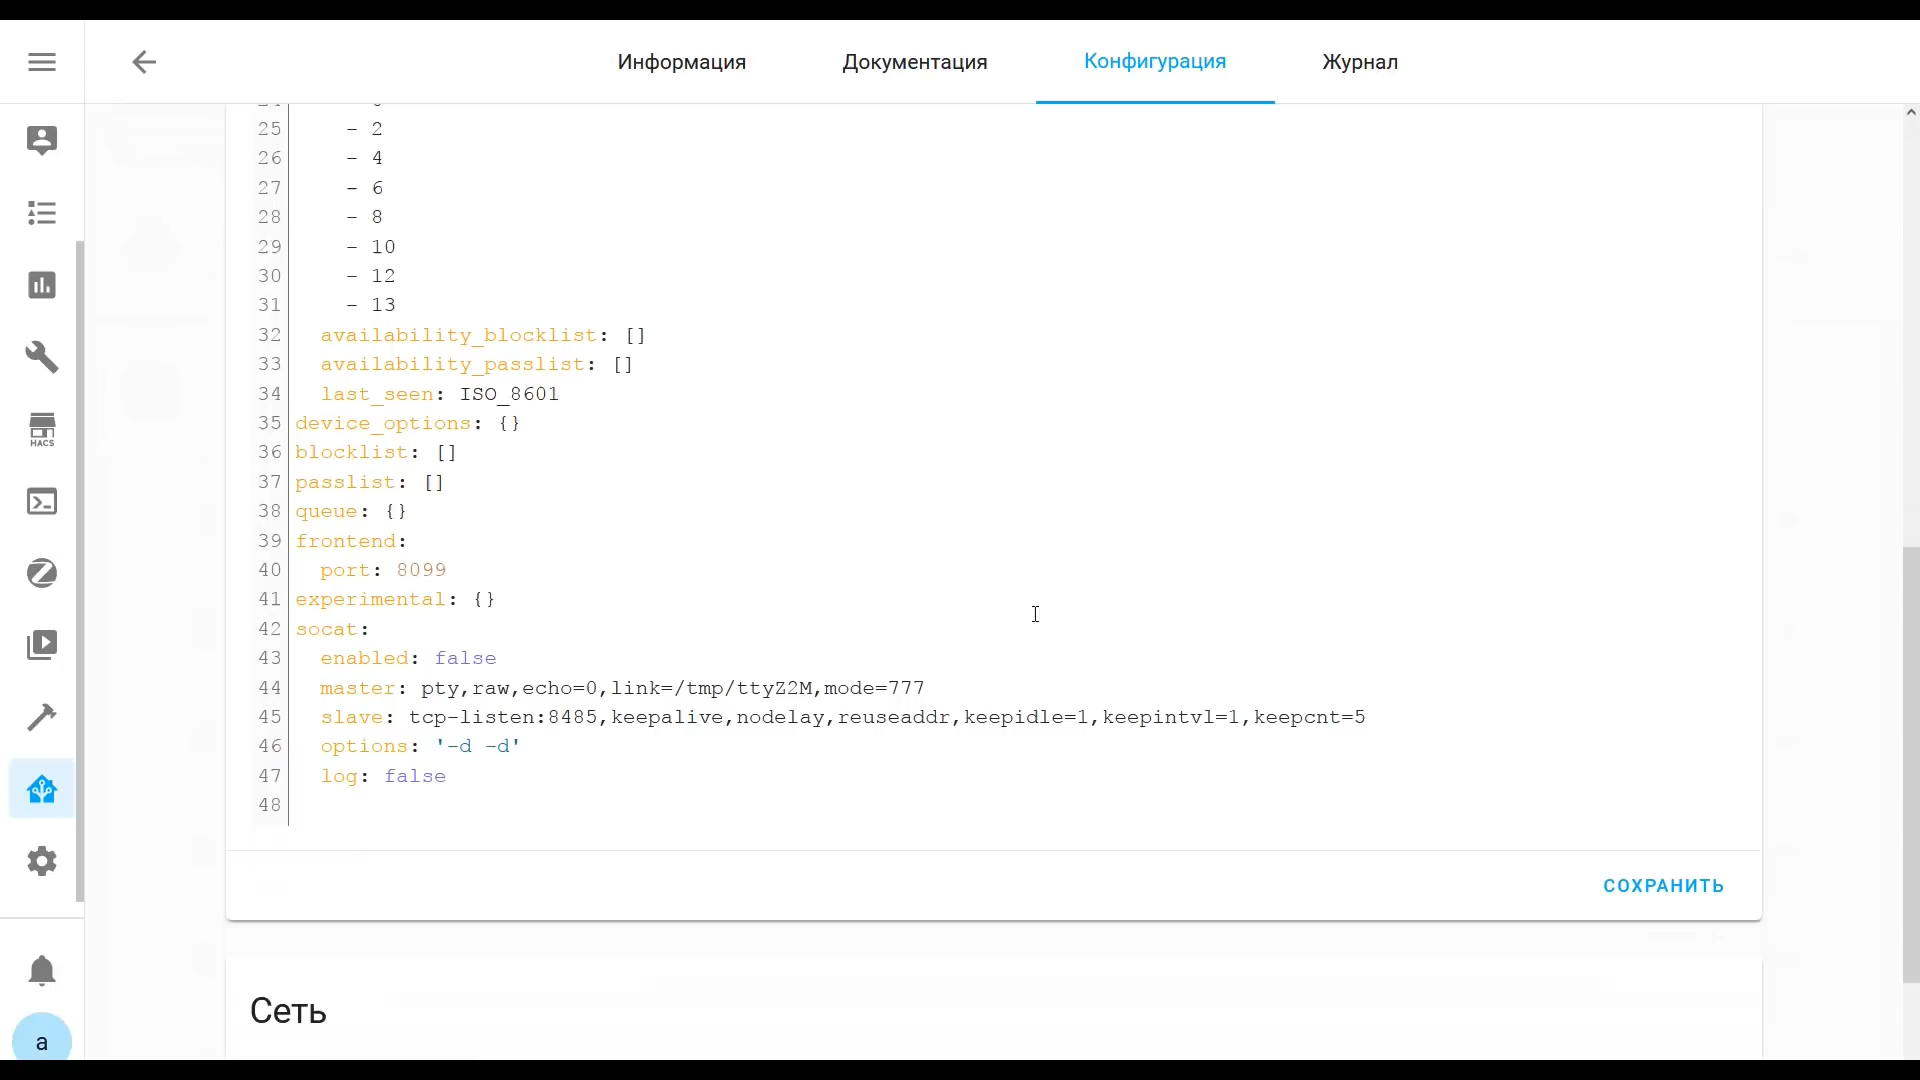 Информация
Документация
Конфигурация
Журнал
25 - 2
26 - 4
27 - 6
28 - 8
29 - 10
30 - 12
31 - 13
32 availability_blocklist: []
33 availability_passlist: []
34 last_seen: ISO_8601
35 device_options: {}
36 blocklist: []
37 passlist: []
38 queue: {}
39 frontend:
40 port: 8099
41 experimental: {}
42 socat:
43 enabled: false
44 master: pty,raw,echo=0,link=/tmp/ttyZ2M,mode=777
45 slave: tcp-listen:8485,keepalive,nodelay,reuseaddr,keepidle=1,keepintvl=1,keepcnt=5
46 options: '-d -d'
47 log: false
48
СОХРАНИТЬ
Сеть
HACS
a